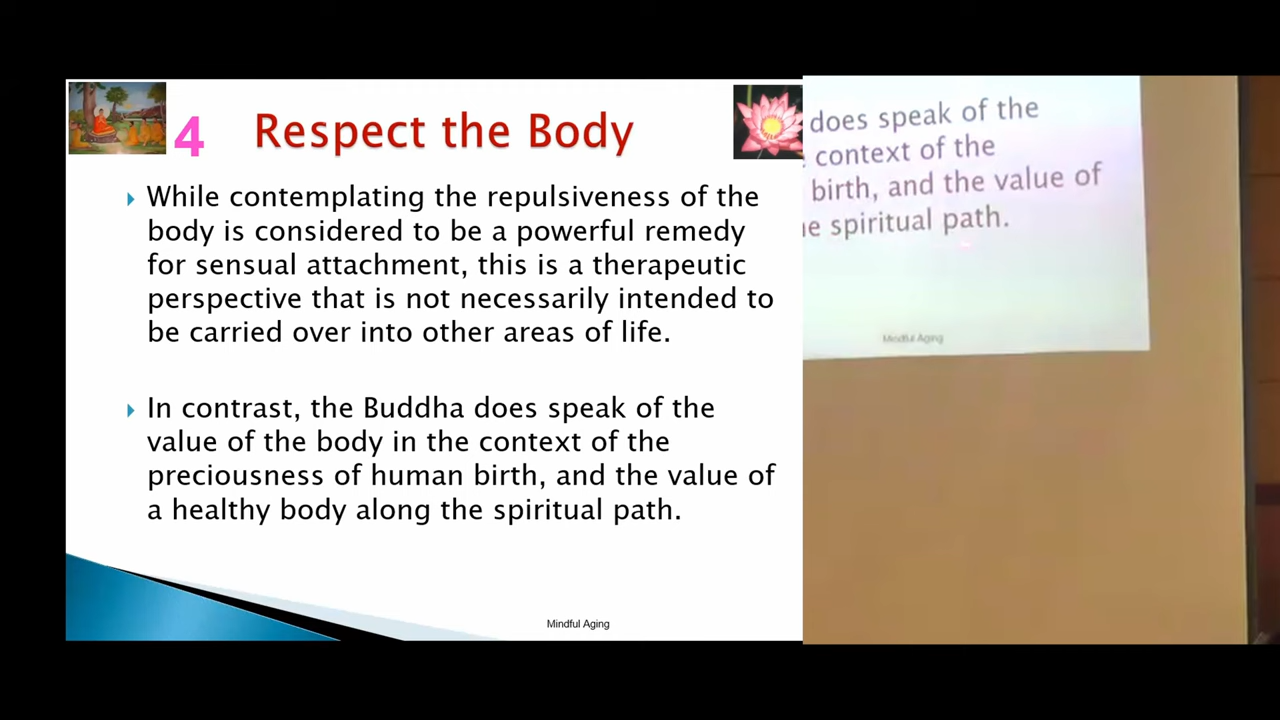 4 Respect the Body
While contemplating the repulsiveness of the
body is considered to be a powerful remedy
for sensual attachment, this is a therapeutic
perspective that is not necessarily intended to
be carried over into other areas of life.
In contrast, the Buddha does speak of the
value of the body in the context of the
preciousness of human birth, and the value of
a healthy body along the spiritual path.
Mindful Aging
does speak of the
context of the
birth, and the value of
spiritual path.
Mindful Aging